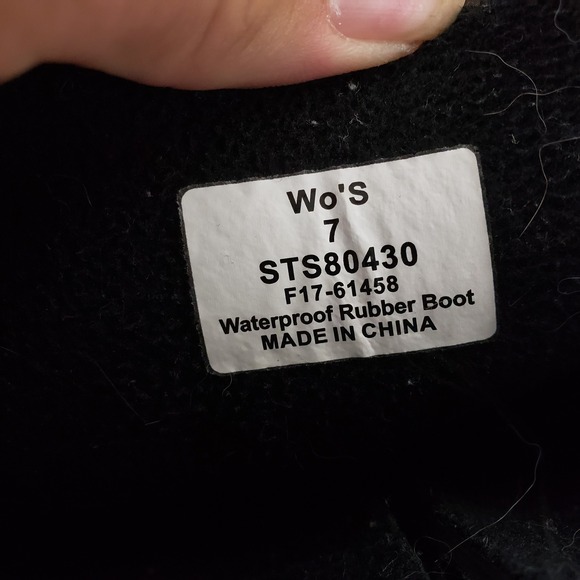 Wo'S
7
STS80430
F17-61458
Waterproof Rubber Boot
MADE IN CHINA